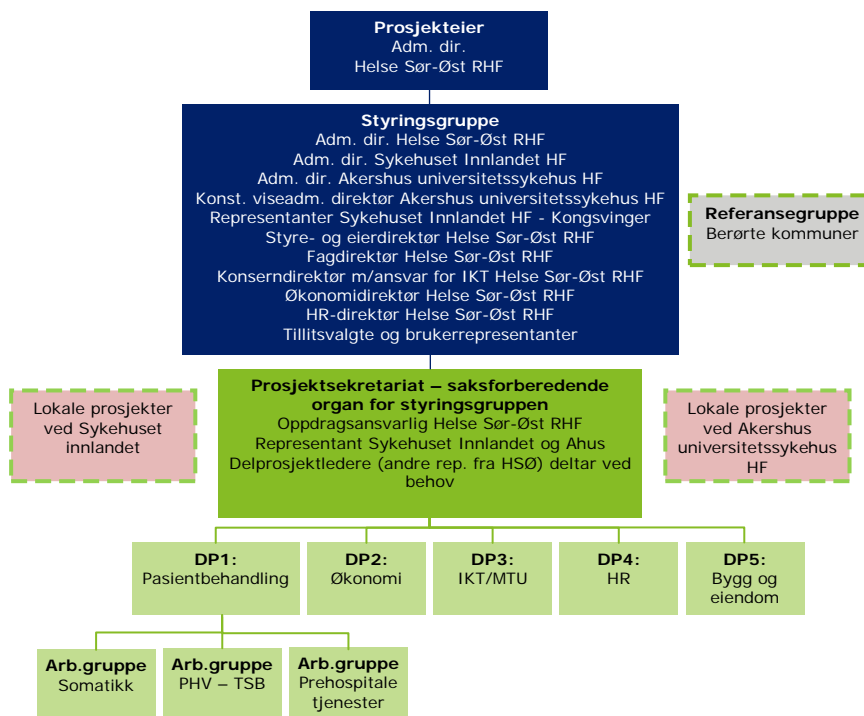 Prosjekteier
Adm. dir.
Helse Sør-Øst RHF
Styringsgruppe
Adm. dir. Helse Sør-Øst RHF
Adm. dir. Sykehuset Innlandet HF
Adm. dir. Akershus universitetssykehus HF
Konst. viseadm. direktør Akershus universitetssykehus HF
Representanter Sykehuset Innlandet HF - Kongsvinger
Styre- og eierdirektør Helse Sør-Øst RHF
Fagdirektør Helse Sør-Øst RHF
Konserndirektør m/ansvar for IKT Helse Sør-Øst RHF
Økonomidirektør Helse Sør-Øst RHF
HR-direktør Helse Sør-Øst RHF
Tillitsvalgte og brukerrepresentanter
Referansegruppe
Berørte kommuner
Lokale prosjekter
ved Sykehuset
innlandet
Prosjektsekretariat – saksforberedende
organ for styringsgruppen
Oppdragsansvarlig Helse Sør-Øst RHF
Representant Sykehuset Innlandet og Ahus
Delprosjektledere (andre rep. fra HSØ) deltar ved
behov
Lokale prosjekter
ved Akershus
universitetssykehus
HF
DP1:
Pasientbehandling
DP2:
Økonomi
DP3:
IKT/MTU
DP4:
HR
DP5:
Bygg og
eiendom
Arb.gruppe
Somatikk
Arb.gruppe
PHV – TSB
Arb.gruppe
Prehospitale
tjenester